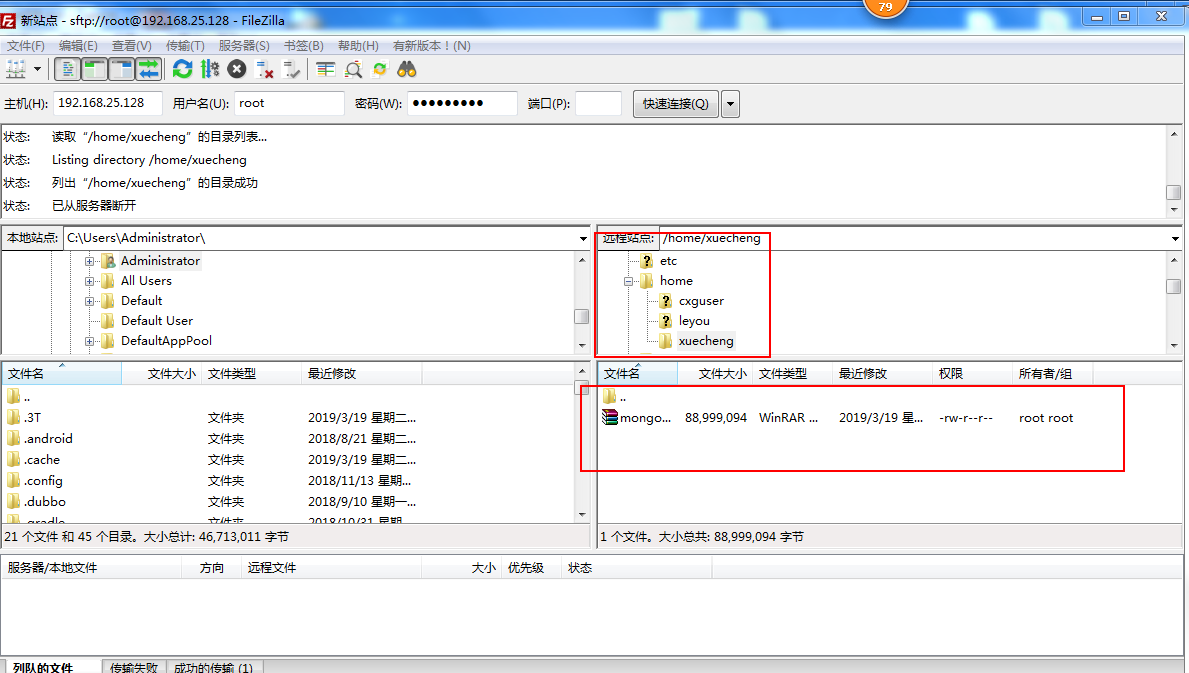 79
新站点 - sftp://root@192.168.25.128 - FileZilla
文件(F) 编辑(E) 查看(V) 传输(T) 服务器(S) 书签(B) 帮助(H) 有新版本！(N)
主机(H): 192.168.25.128 用户名(U): root 密码(W): ●●●●●●●●● 端口(P): 快速连接(Q)
状态: 读取“/home/xuecheng”的目录列表...
状态: Listing directory /home/xuecheng
状态: 列出“/home/xuecheng”的目录成功
状态: 已从服务器断开
本地站点: C:\Users\Administrator\
Administrator
All Users
Default
Default User
DefaultAppPool
远程站点: /home/xuecheng
etc
home
cxguser
leyou
xuecheng
文件名 文件大小 文件类型 最近修改
..
.3T 文件夹 2019/3/19 星期二...
.android 文件夹 2018/8/21 星期二...
.cache 文件夹 2019/3/19 星期二...
.config 文件夹 2018/11/13 星期...
.dubbo 文件夹 2018/9/10 星期一...
.gradle 文件夹 2018/10/31 星期
21 个文件 和 45 个目录。大小总计: 46,713,011 字节
文件名 文件大小 文件类型 最近修改 权限 所有者/组
..
mongo... 88,999,094 WinRAR ... 2019/3/19 星... -rw-r--r-- root root
1 个文件。大小总共: 88,999,094 字节
服务器/本地文件 方向 远程文件 大小 优先级 状态
列队的文件 传输失败 成功的传输 (1)